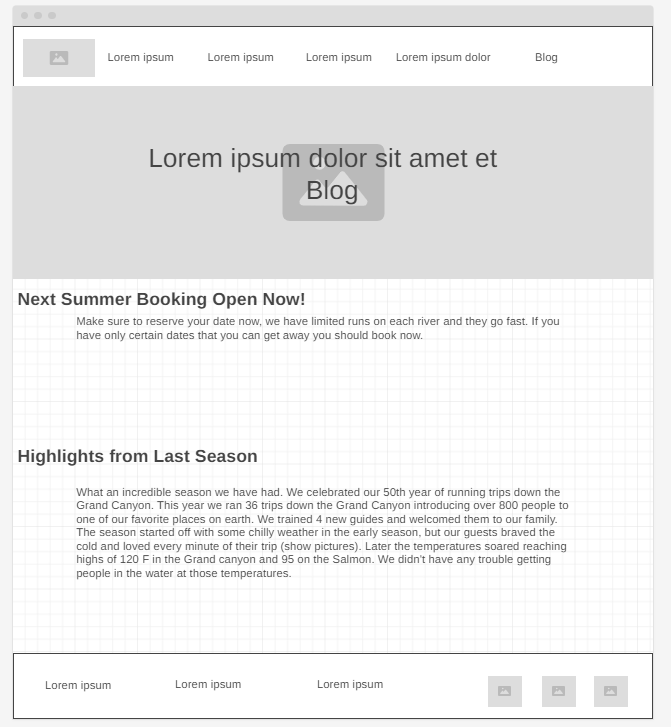 Lorem ipsum Lorem ipsum Lorem ipsum Lorem ipsum dolor Blog
Lorem ipsum dolor sit amet et
Blog
Next Summer Booking Open Now!
Make sure to reserve your date now, we have limited runs on each river and they go fast. If you
have only certain dates that you can get away you should book now.
Highlights from Last Season
What an incredible season we have had. We celebrated our 50th year of running trips down the
Grand Canyon. This year we ran 36 trips down the Grand Canyon introducing over 800 people to
one of our favorite places on earth. We trained 4 new guides and welcomed them to our family.
The season started off with some chilly weather in the early season, but our guests braved the
cold and loved every minute of their trip (show pictures). Later the temperatures soared reaching
highs of 120 F in the Grand canyon and 95 on the Salmon. We didn't have any trouble getting
people in the water at those temperatures.
Lorem ipsum Lorem ipsum Lorem ipsum